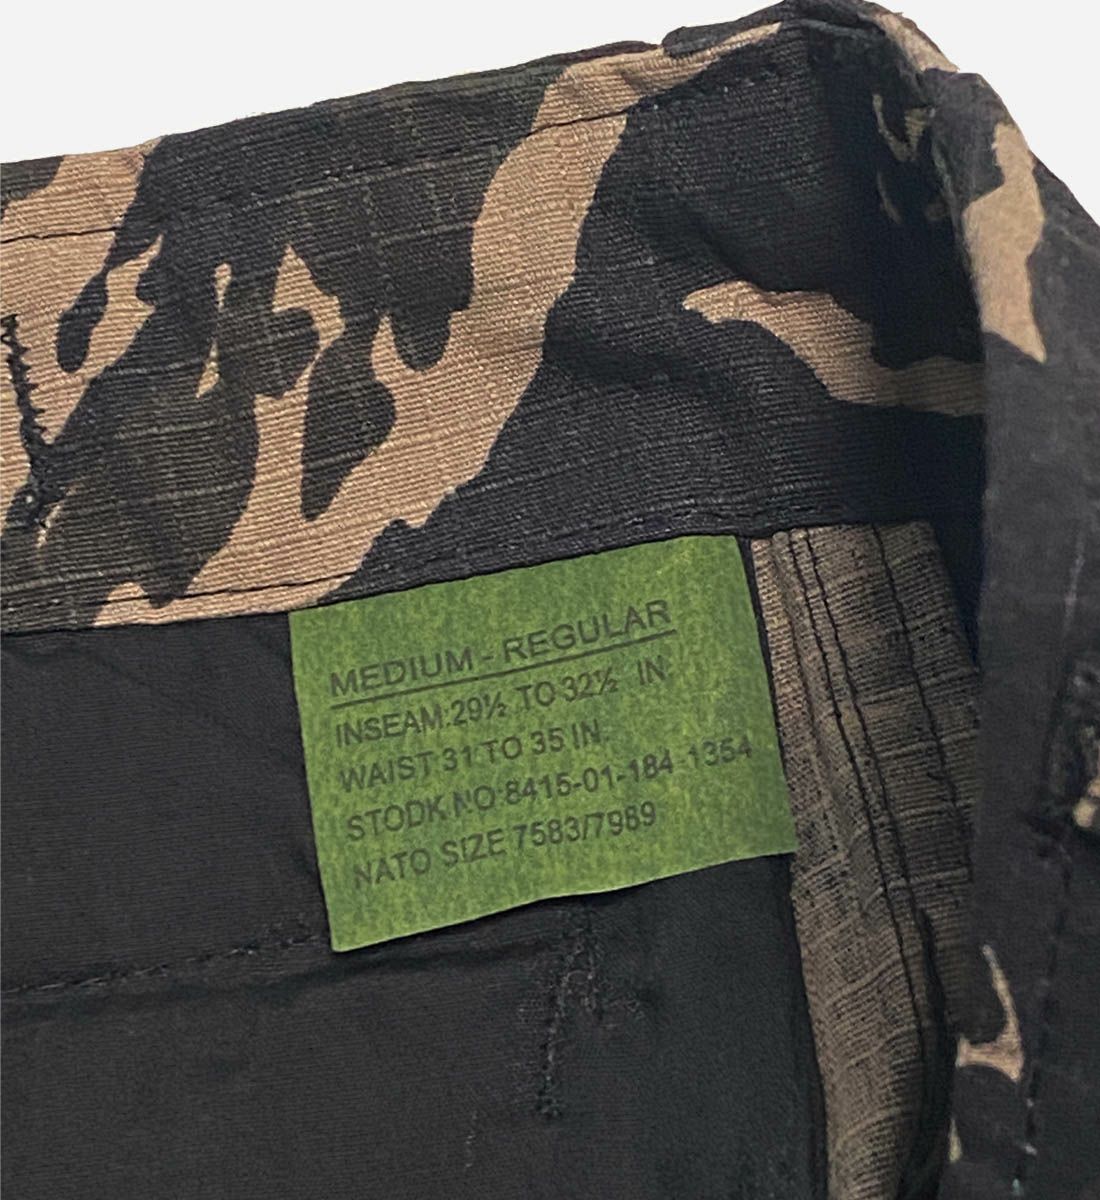 MEDIUM - REGULAR
INSEAM:29½ TO 32½ IN.
WAIST 31 TO 35 IN.
STODK NO:8415-01-184-1354
NATO SIZE 7583/7989